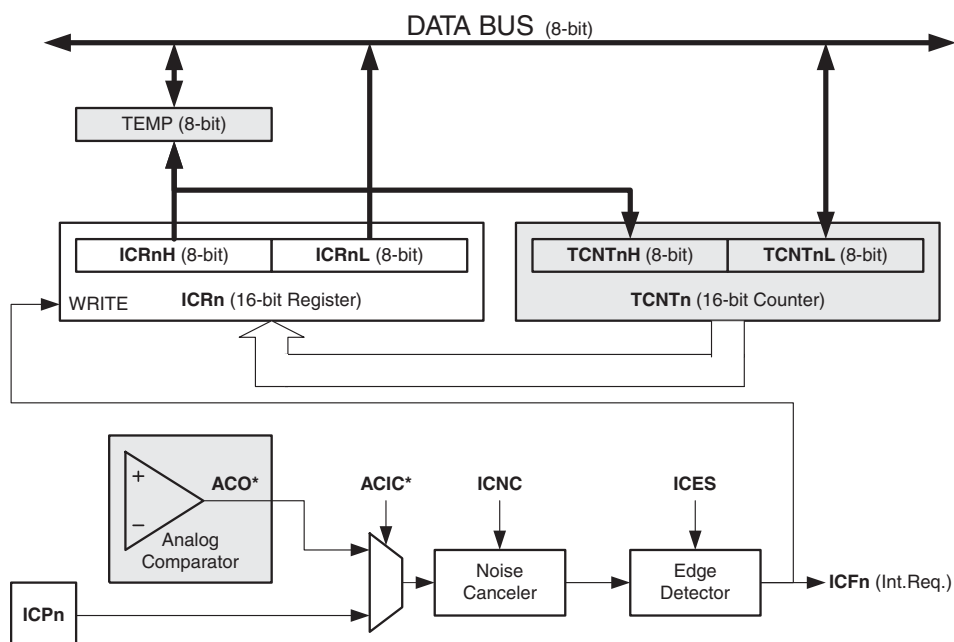 DATA BUS (8-bit)
TEMP (8-bit)
ICRnH (8-bit)
ICRnL (8-bit)
TCNTnH (8-bit)
TCNTnL (8-bit)
WRITE
ICRn (16-bit Register)
TCNTn (16-bit Counter)
+
−
ACO*
Analog
Comparator
ACIC*
ICNC
ICES
Noise
Canceler
Edge
Detector
ICFn (Int.Req.)
ICPn